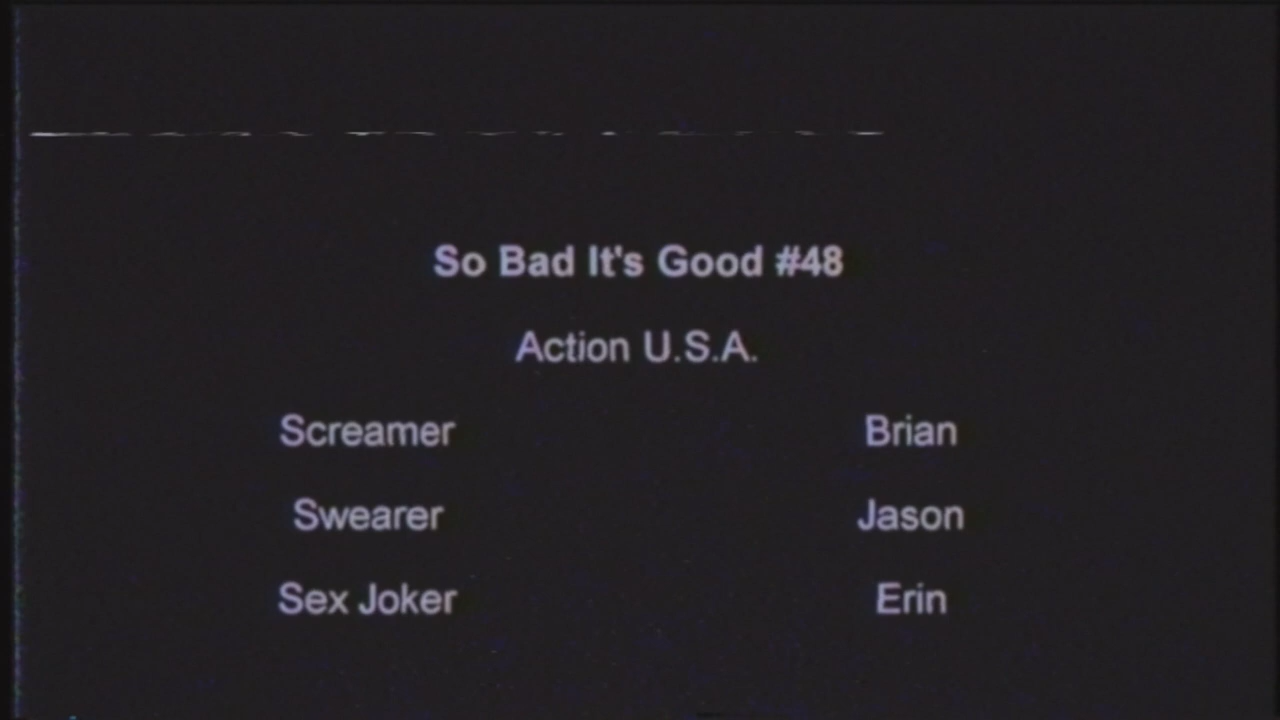 So Bad It's Good #48
Action U.S.A.
Screamer Brian
Swearer Jason
Sex Joker Erin